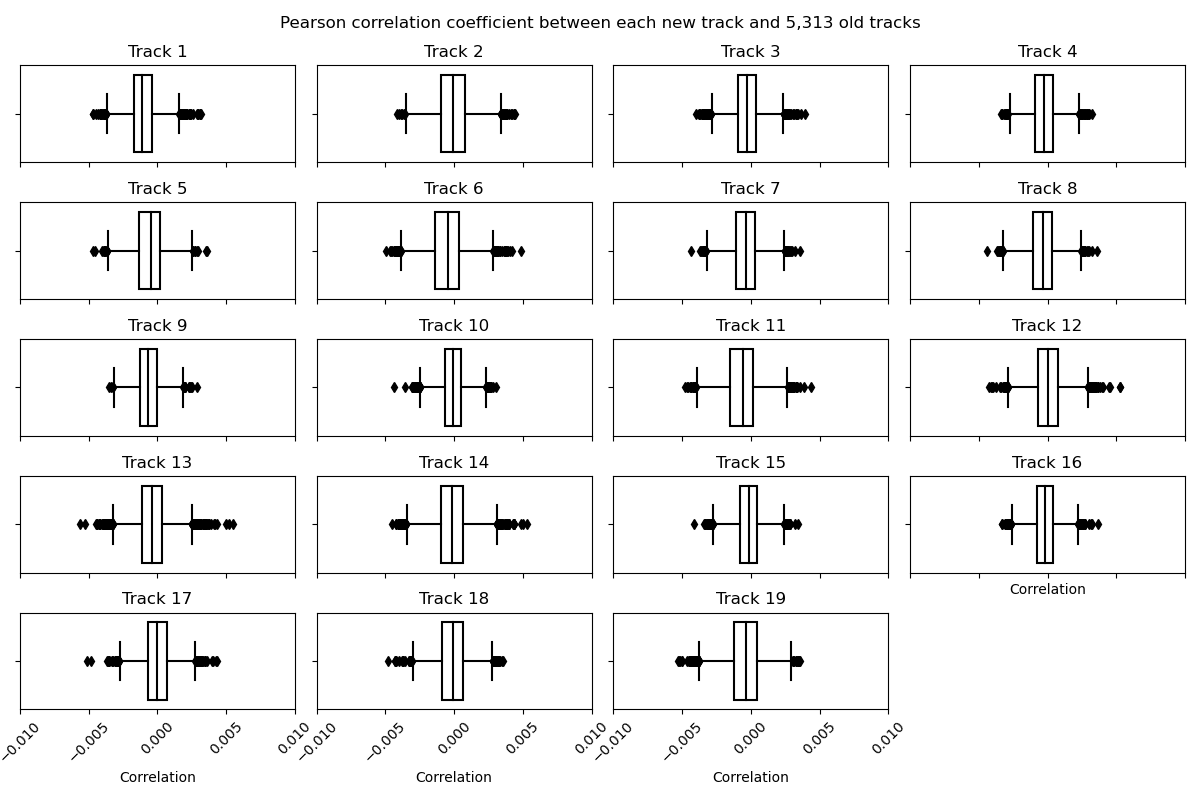 Pearson correlation coefficient between each new track and 5,313 old tracks
Track 1
Track 2
Track 3
Track 4
Track 5
Track 6
Track 7
Track 8
Track 9
Track 10
Track 11
Track 12
Track 13
Track 14
Track 15
Track 16
Correlation
Track 17
Track 18
Track 19
−0.010 −0.005 0.000 0.005 0.010
−0.010 −0.005 0.000 0.005 0.010
−0.010 −0.005 0.000 0.005 0.010
Correlation
Correlation
Correlation